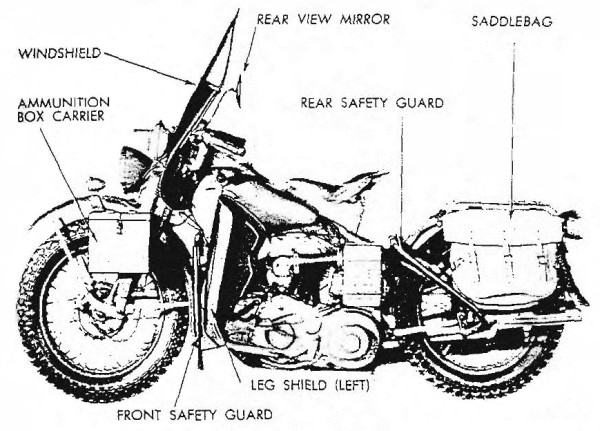 REAR VIEW MIRROR
SADDLEBAG
WINDSHIELD
AMMUNITION
BOX CARRIER
REAR SAFETY GUARD
LEG SHIELD (LEFT)
FRONT SAFETY GUARD